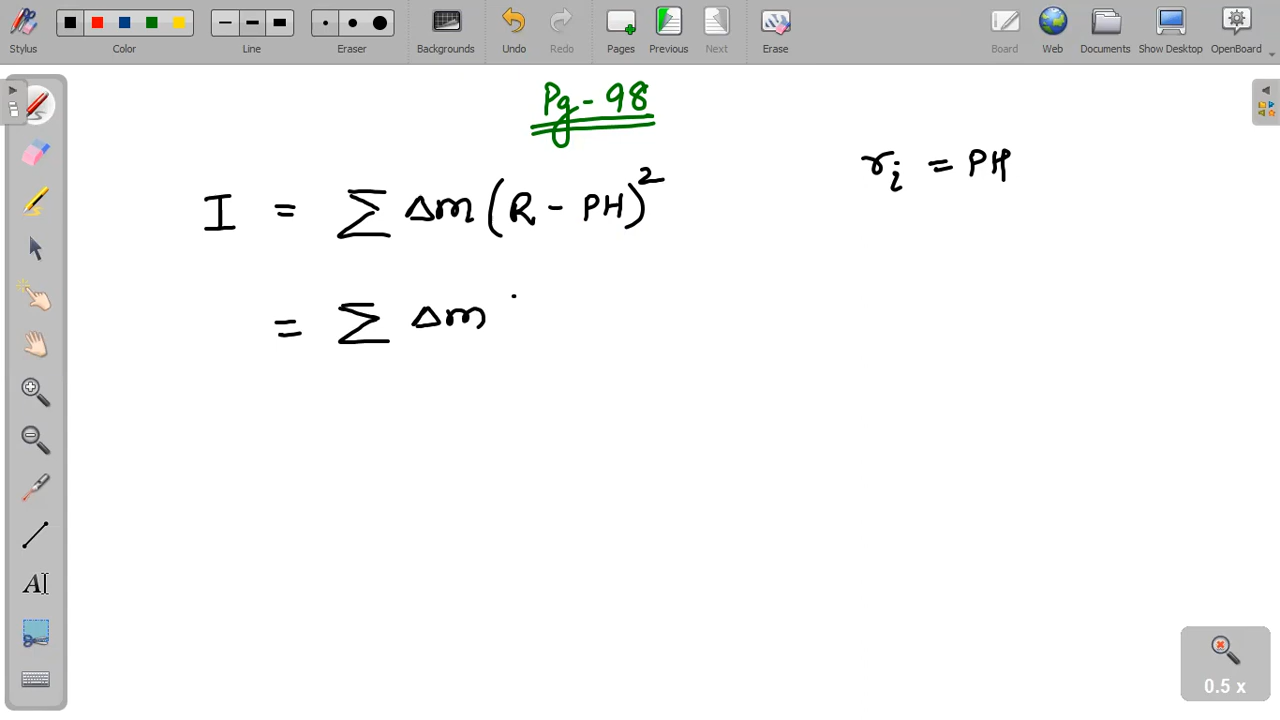 Stylus Color Line Eraser Backgrounds Undo Redo Pages Previous Next Erase Board Web Documents Show Desktop OpenBoard
Pg - 98
r_i = PH
I = ∑ Δm (R - PH)²
= ∑ Δm
0.5 x